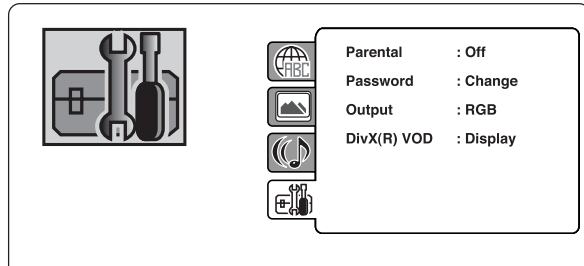 ABC
Parental : Off
Password : Change
Output : RGB
DivX(R) VOD : Display